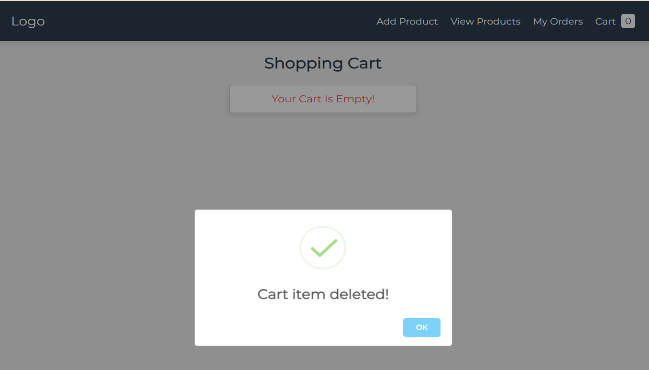 Logo
Add Product View Products My Orders Cart 0
Shopping Cart
Your Cart Is Empty!
Cart item deleted!
OK